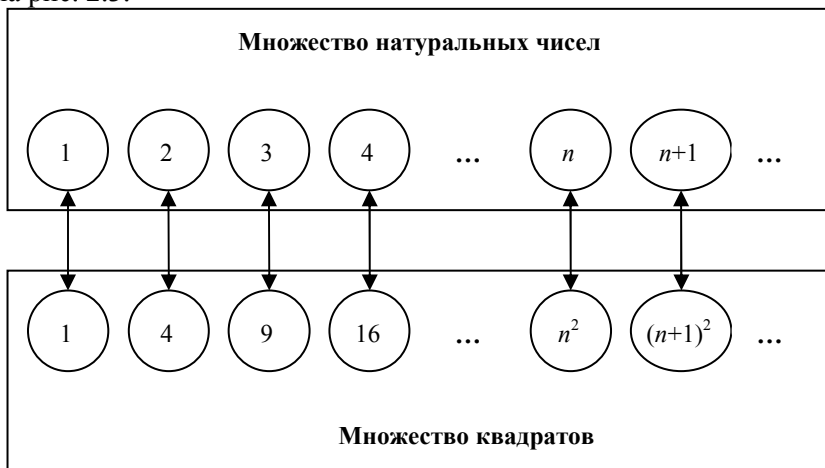 на рис. 2.3.
Множество натуральных чисел
1 2 3 4 ... n n+1 ...
1 4 9 16 ... n² (n+1)² ...
Множество квадратов